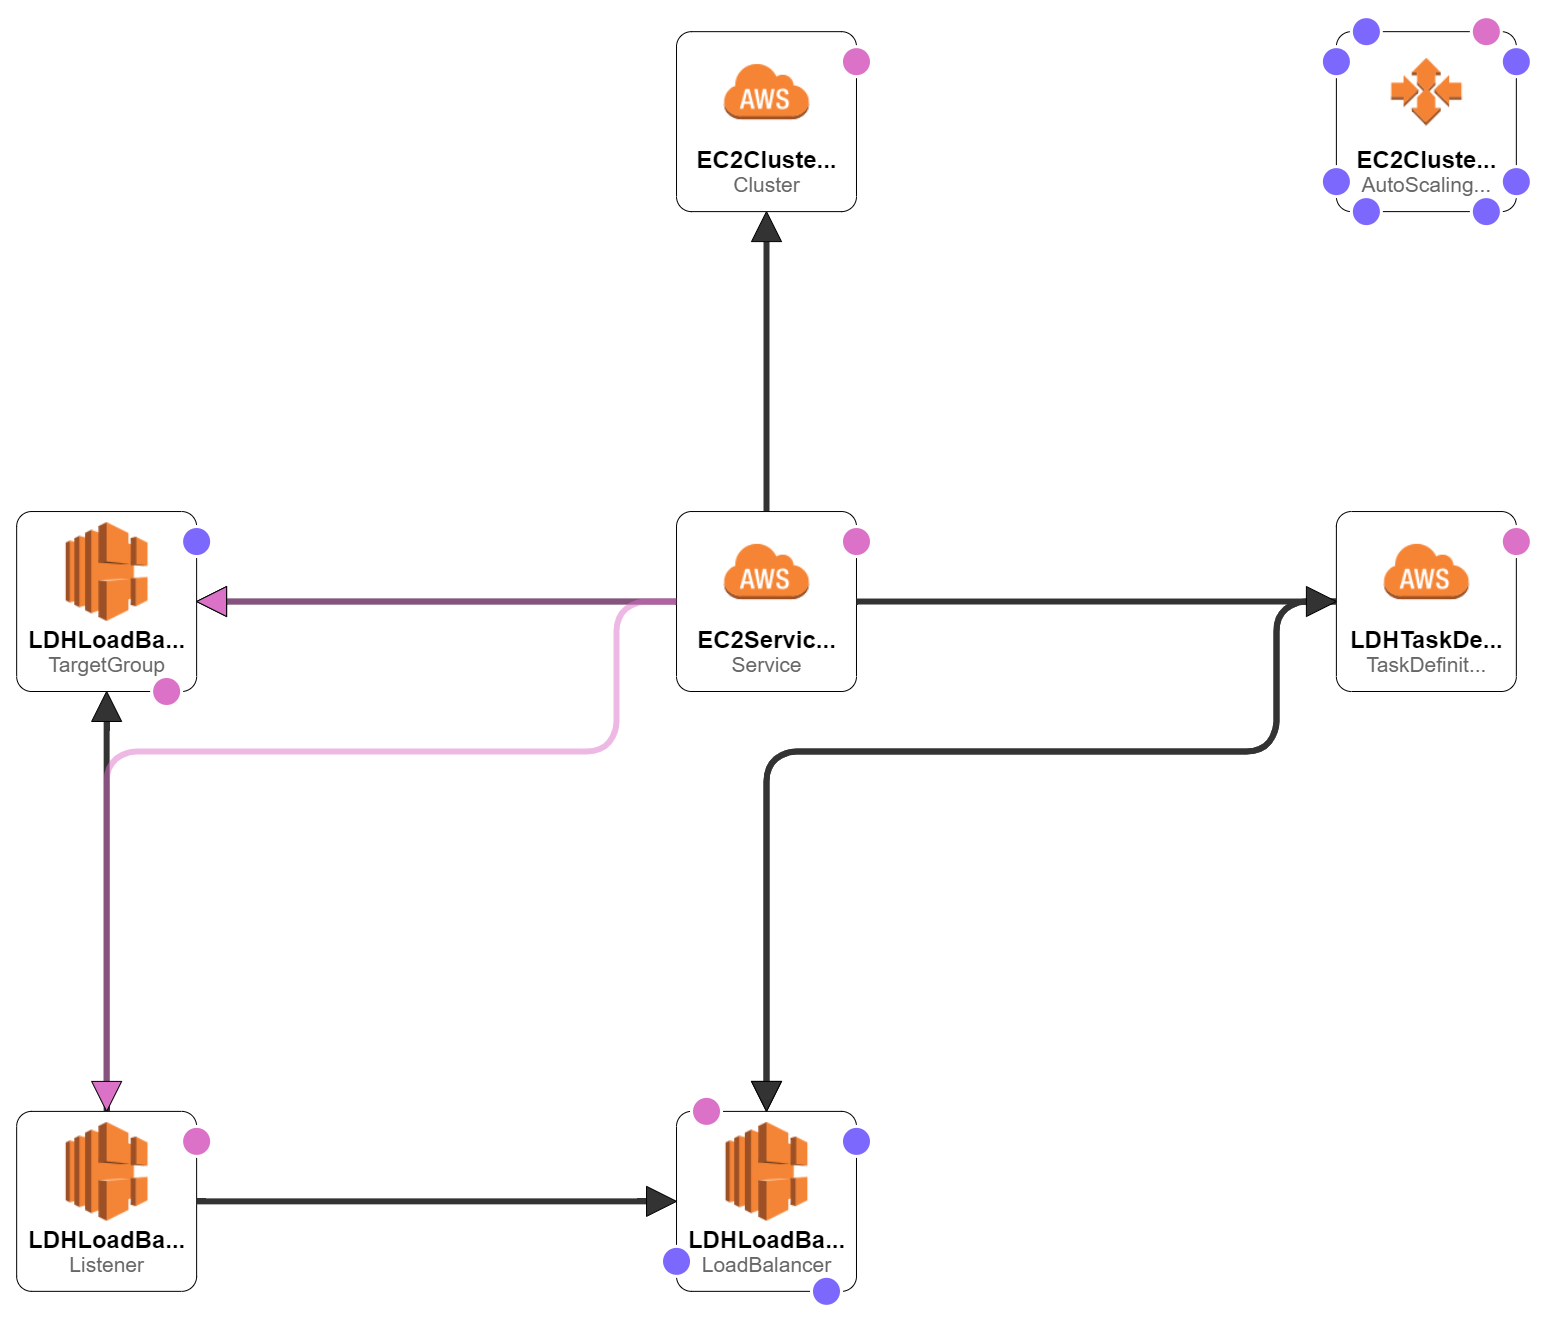 AWS
EC2Cluste...
Cluster
EC2Cluste...
AutoScaling...
LDHLoadBa...
TargetGroup
AWS
EC2Servic...
Service
AWS
LDHTaskDe...
TaskDefinit...
LDHLoadBa...
Listener
LDHLoadBa...
LoadBalancer